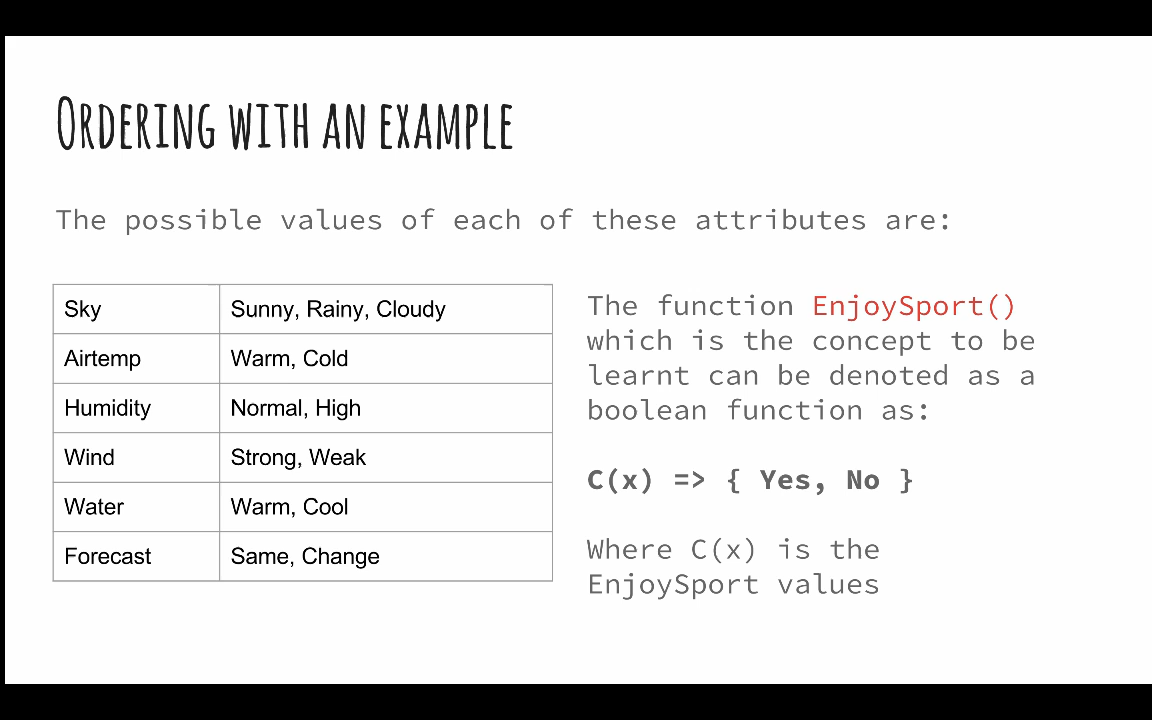 ORDERING WITH AN EXAMPLE
The possible values of each of these attributes are:
Sky Sunny, Rainy, Cloudy
Airtemp Warm, Cold
Humidity Normal, High
Wind Strong, Weak
Water Warm, Cool
Forecast Same, Change
The function EnjoySport()
which is the concept to be
learnt can be denoted as a
boolean function as:
C(x) => { Yes, No }
Where C(x) is the
EnjoySport values